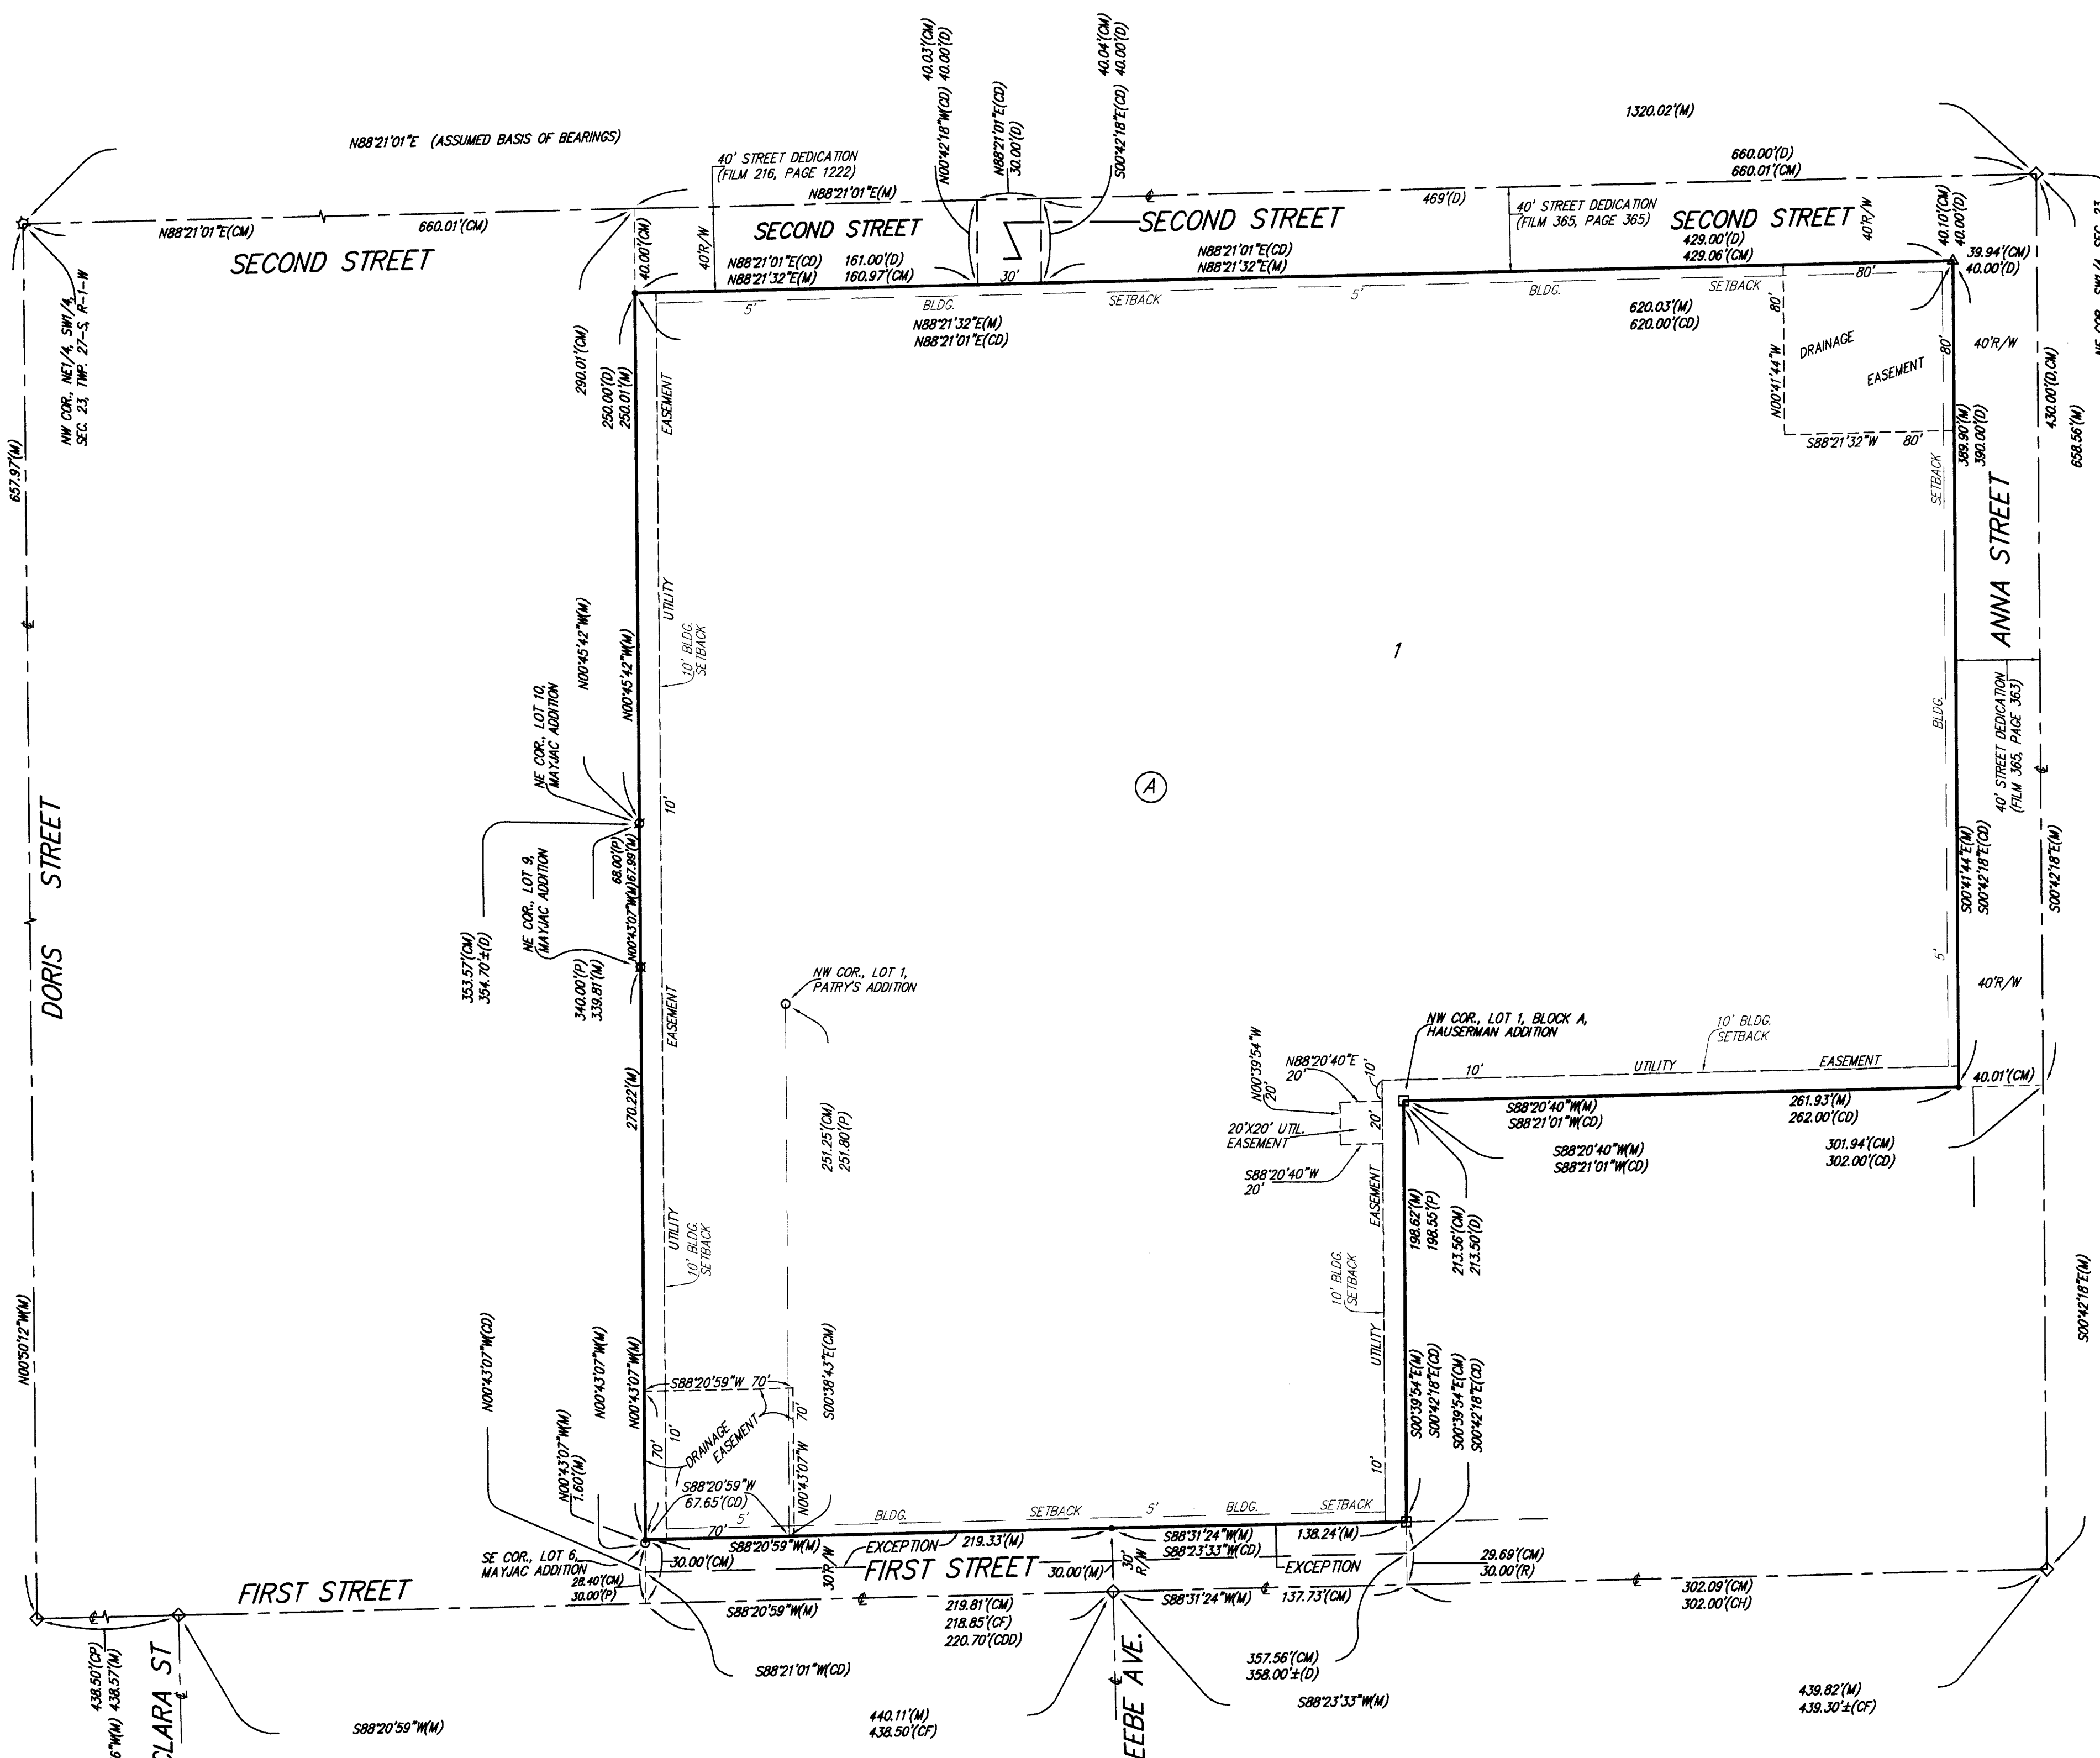 N88°21'01"E (ASSUMED BASIS OF BEARINGS)
1320.02'(M)
40.03'(CM)
N00°42'18"W(CD) 40.00'(D)
N88°21'01"E(CD)
30.00'(D)
40.04'(CM)
S00°42'18"E(CD) 40.00'(D)
660.00'(D)
660.01'(CM)
40' STREET DEDICATION
(FILM 216, PAGE 1222)
N88°21'01"E(M)
469'(D)
40' STREET DEDICATION
(FILM 365, PAGE 365)
N88°21'01"E(CM)
660.01'(CM)
SECOND STREET
SECOND STREET
SECOND STREET
SECOND STREET
40.00'(CM)
40'R/W
N88°21'01"E(CD) 161.00'(D)
N88°21'32"E(M) 160.97'(CM)
30'
N88°21'01"E(CD)
N88°21'32"E(M)
429.00'(D)
429.06'(CM)
40'R/W
40.10'(CM)
40.00'(D)
39.94'(CM)
40.00'(D)
NW COR., NE1/4, SW1/4,
SEC. 23, TWP. 27-S, R-1-W
5'
BLDG.
SETBACK
5'
BLDG.
SETBACK
N88°21'32"E(M)
N88°21'01"E(CD)
620.03'(M)
620.00'(CD)
80'
80'
N00°41'44"W
DRAINAGE
EASEMENT
80'
S88°21'32"W 80'
40'R/W
389.90'(M)
390.00'(D)
430.00'(D,CM)
658.56'(M)
657.97'(M)
290.01'(CM)
250.00'(D)
250.01'(M)
EASEMENT
UTILITY
10' BLDG.
SETBACK
N00°45'42"W(M)
N00°45'42"W(M)
SETBACK
BLDG.
5'
ANNA STREET
40' STREET DEDICATION
(FILM 365, PAGE 363)
1
A
DORIS STREET
NE COR., LOT 10,
MAYJAC ADDITION
NE COR., LOT 9,
MAYJAC ADDITION
68.00'(P)
N00°43'07"W(M)67.99'(M)
10'
353.57'(CM)
354.70'±(D)
340.00'(P)
339.81'(M)
EASEMENT
270.22'(M)
NW COR., LOT 1,
PATRY'S ADDITION
251.25'(CM)
251.80'(P)
S00°41'44"E(M)
S00°42'18"E(CD)
S00°42'18"E(M)
40'R/W
NW COR., LOT 1, BLOCK A,
HAUSERMAN ADDITION
10' BLDG.
SETBACK
10'
UTILITY
EASEMENT
40.01'(CM)
N00°39'54"W
20'
N88°20'40"E
20'
10'
20'
20'X20' UTIL.
EASEMENT
S88°20'40"W
20'
S88°20'40"W(M)
S88°21'01"W(CD)
261.93'(M)
262.00'(CD)
S88°20'40"W(M)
S88°21'01"W(CD)
301.94'(CM)
302.00'(CD)
EASEMENT
10' BLDG.
SETBACK
UTILITY
10'
198.62'(M)
198.55'(P)
213.56'(CM)
213.50'(D)
S00°39'54"E(M)
S00°42'18"E(CD)
S00°39'54"E(CM)
S00°42'18"E(CD)
S00°42'18"E(M)
UTILITY
10' BLDG.
SETBACK
N00°50'12"W(M)
N00°43'07"W(CD)
N00°43'07"W(M)
1.60'(M)
N00°43'07"W(M)
N00°43'07"W(M)
S88°20'59"W 70'
70'
10'
DRAINAGE
EASEMENT
70'
N00°43'07"W
S00°38'43"E(CM)
S88°20'59"W
67.65'(CD)
70'
5'
BLDG.
SETBACK
5'
BLDG.
SETBACK
SE COR., LOT 6,
MAYJAC ADDITION
28.40'(CM)
30.00'(P)
30.00'(CM)
S88°20'59"W(M)
30'R/W
EXCEPTION
219.33'(M)
FIRST STREET
FIRST STREET
30.00'(M)
30'
R/W
S88°31'24"W(M)
S88°23'33"W(CD)
138.24'(M)
EXCEPTION
29.69'(CM)
30.00'(R)
S88°20'59"W(M)
219.81'(CM)
218.85'(CF)
220.70'(CDD)
S88°31'24"W(M)
137.73'(CM)
302.09'(CM)
302.00'(CH)
438.50'(CP)
438.57'(M)
CLARA ST
S88°20'59"W(M)
S88°21'01"W(CD)
440.11'(M)
438.50'(CF)
EEBE AVE.
357.56'(CM)
358.00'±(D)
S88°23'33"W(M)
439.82'(M)
439.30'±(CF)